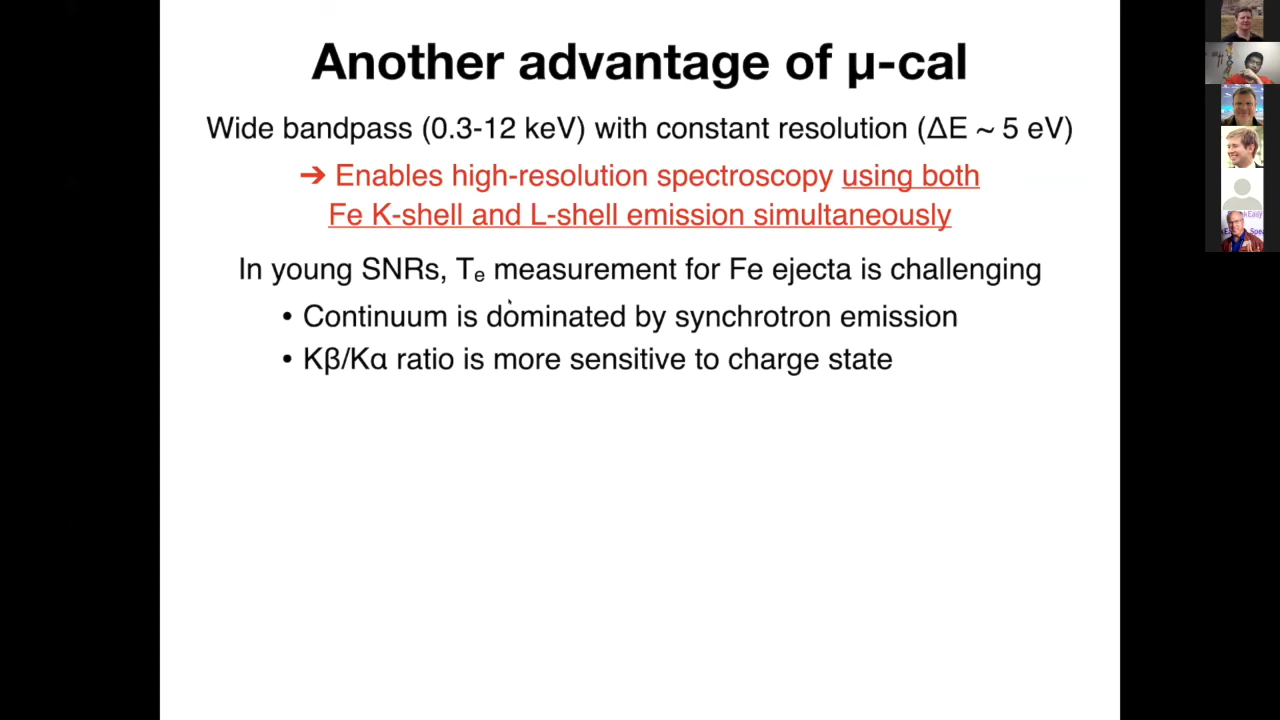 Another advantage of μ-cal
Wide bandpass (0.3-12 keV) with constant resolution (ΔE ~ 5 eV)
➔ Enables high-resolution spectroscopy using both
Fe K-shell and L-shell emission simultaneously
In young SNRs, Te measurement for Fe ejecta is challenging
• Continuum is dominated by synchrotron emission
• Kβ/Kα ratio is more sensitive to charge state